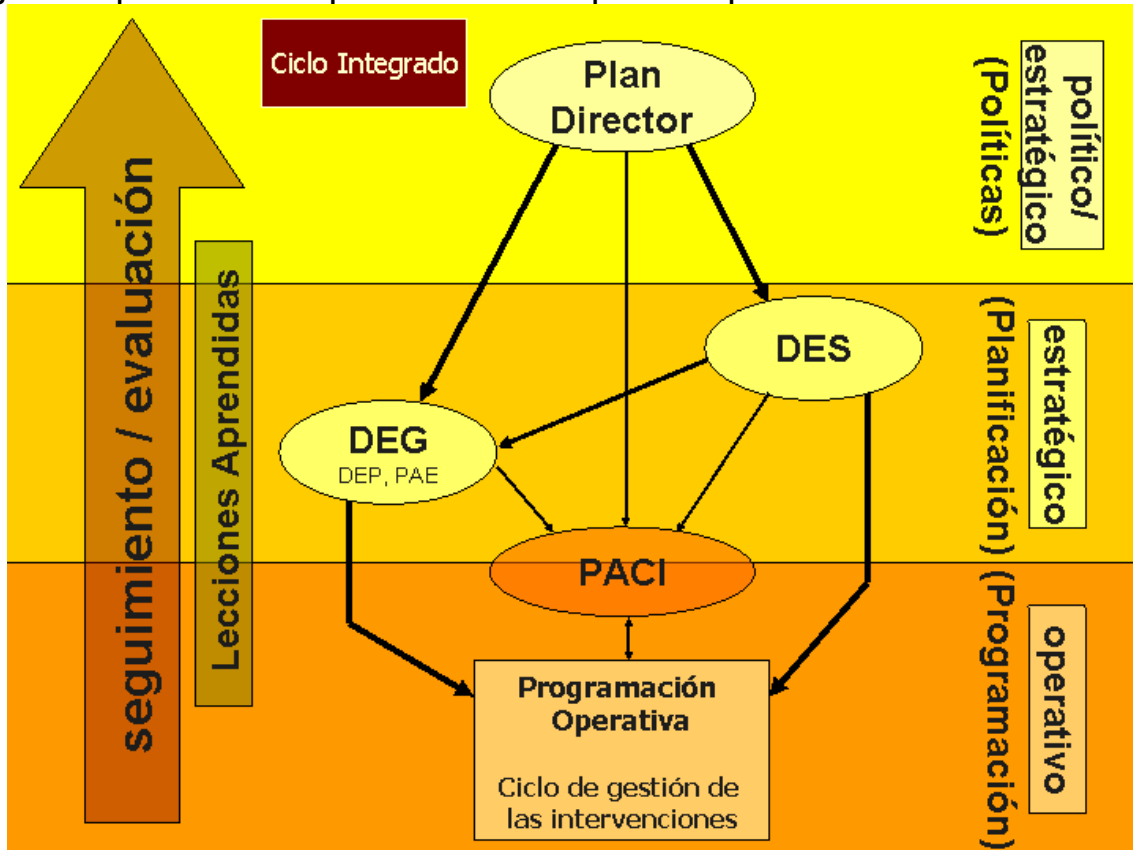 Ciclo Integrado
Plan
Director
político/
estratégico
(Políticas)
seguimiento / evaluación
Lecciones Aprendidas
DES
estratégico
(Planificación)
DEG
DEP, PAE
PACI
Programación
Operativa
Ciclo de gestión de
las intervenciones
operativo
(Programación)